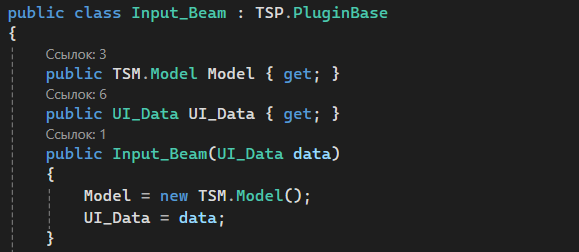 public class Input_Beam : TSP.PluginBase
{
Ссылок: 3
public TSM.Model Model { get; }
Ссылок: 6
public UI_Data UI_Data { get; }
Ссылок: 1
public Input_Beam(UI_Data data)
{
Model = new TSM.Model();
UI_Data = data;
}